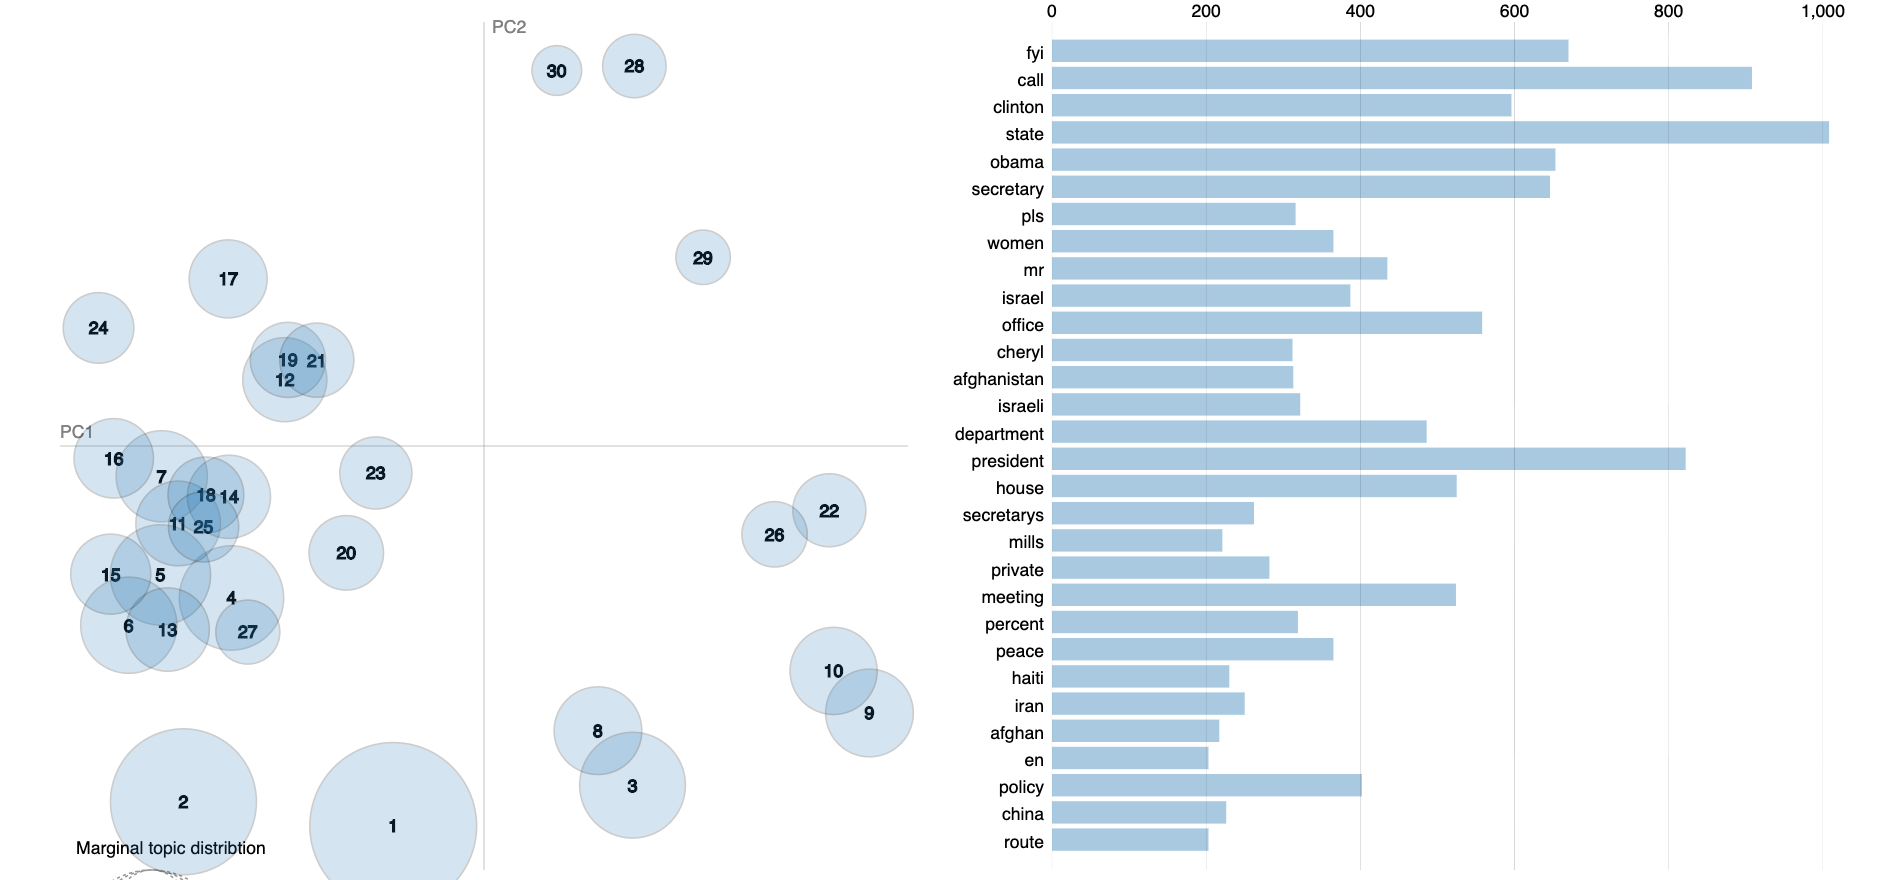 PC2
30
28
29
17
24
19
21
12
PC1
16
7
18
14
11
25
23
20
22
26
15
5
4
6
13
27
10
9
8
3
2
1
Marginal topic distribtion
0 200 400 600 800 1,000
fyi
call
clinton
state
obama
secretary
pls
women
mr
israel
office
cheryl
afghanistan
israeli
department
president
house
secretarys
mills
private
meeting
percent
peace
haiti
iran
afghan
en
policy
china
route